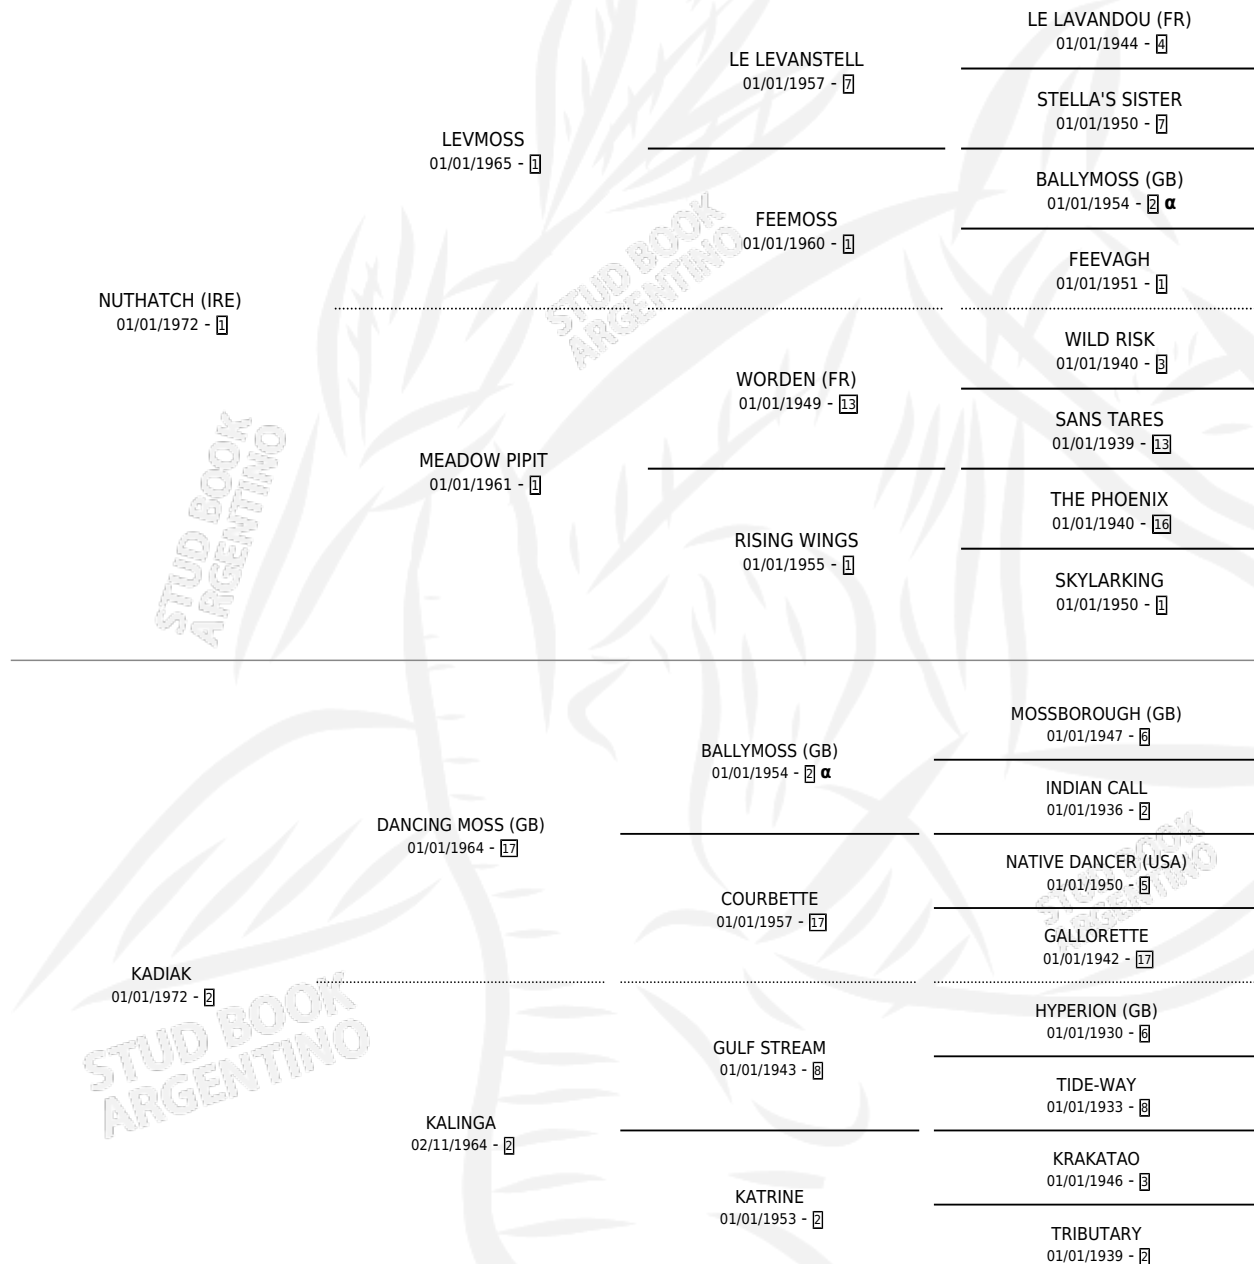 LE LAVANDOU (FR)
01/01/1944 - 4
LE LEVANSTELL
01/01/1957 - 7
STELLA'S SISTER
01/01/1950 - 7
LEVMOSS
01/01/1965 - 1
BALLYMOSS (GB)
01/01/1954 - 2 α
FEEMOSS
01/01/1960 - 1
FEEVAGH
01/01/1951 - 1
NUTHATCH (IRE)
01/01/1972 - 1
WILD RISK
01/01/1940 - 3
WORDEN (FR)
01/01/1949 - 13
SANS TARES
01/01/1939 - 13
MEADOW PIPIT
01/01/1961 - 1
THE PHOENIX
01/01/1940 - 16
RISING WINGS
01/01/1955 - 1
SKYLARKING
01/01/1950 - 1
MOSSBOROUGH (GB)
01/01/1947 - 6
BALLYMOSS (GB)
01/01/1954 - 2 α
INDIAN CALL
01/01/1936 - 2
DANCING MOSS (GB)
01/01/1964 - 17
NATIVE DANCER (USA)
01/01/1950 - 5
COURBETTE
01/01/1957 - 17
GALLORETTE
01/01/1942 - 17
KADIAK
01/01/1972 - 2
HYPERION (GB)
01/01/1930 - 6
GULF STREAM
01/01/1943 - 8
TIDE-WAY
01/01/1933 - 8
KALINGA
02/11/1964 - 2
KRAKATAO
01/01/1946 - 3
KATRINE
01/01/1953 - 2
TRIBUTARY
01/01/1939 - 2
STUD BOOK
ARGENTINO
STUD BOOK
ARGENTINO
STUD BOOK
ARGENTINO
STUD BOOK
ARGENTINO